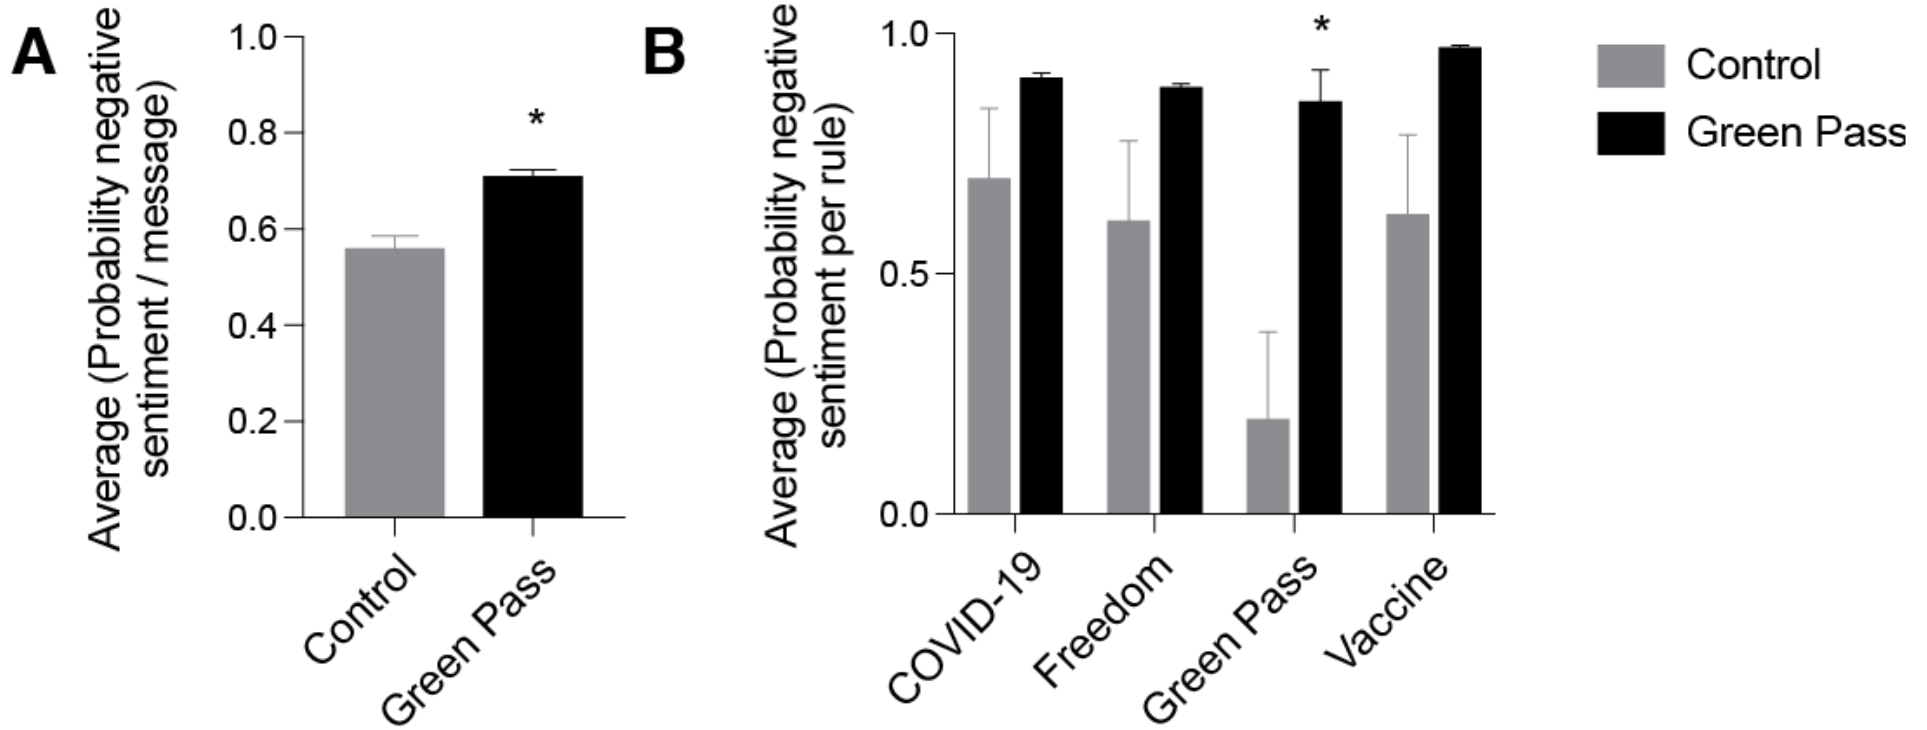 A
Average (Probability negative
sentiment / message)
1.0
0.8
0.6
0.4
0.2
0.0
*
Control
Green Pass
B
Average (Probability negative
sentiment per rule)
1.0
0.5
0.0
*
COVID-19
Freedom
Green Pass
Vaccine
Control
Green Pass